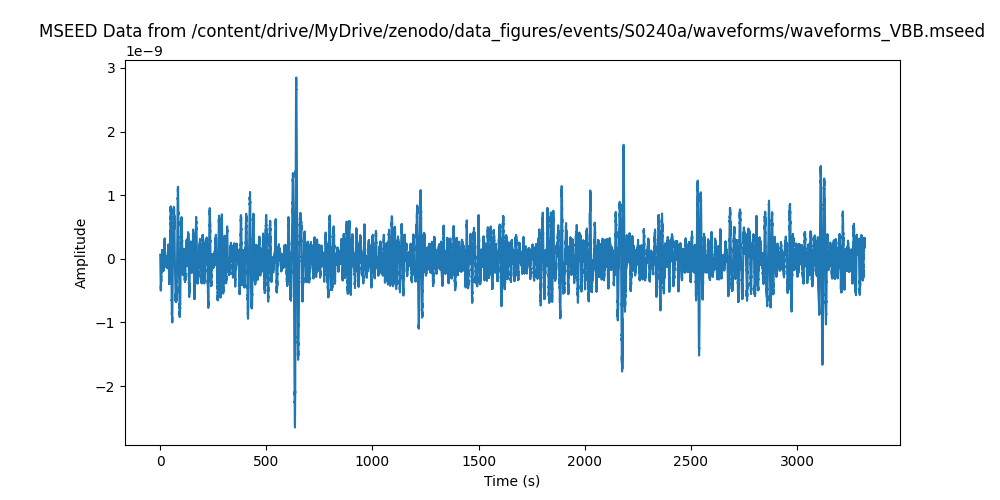 MSEED Data from /content/drive/MyDrive/zenodo/data_figures/events/S0240a/waveforms/waveforms_VBB.mseed
1e−9
3
2
1
0
−1
−2
Amplitude
0 500 1000 1500 2000 2500 3000
Time (s)